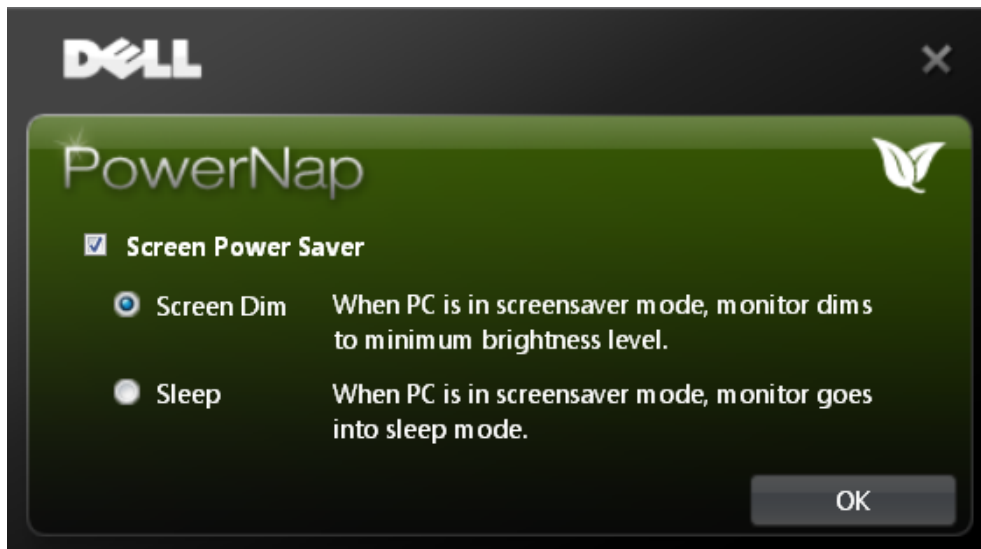 DELL
PowerNap
Screen Power Saver
Screen Dim When PC is in screensaver mode, monitor dims
to minimum brightness level.
Sleep When PC is in screensaver mode, monitor goes
into sleep mode.
OK